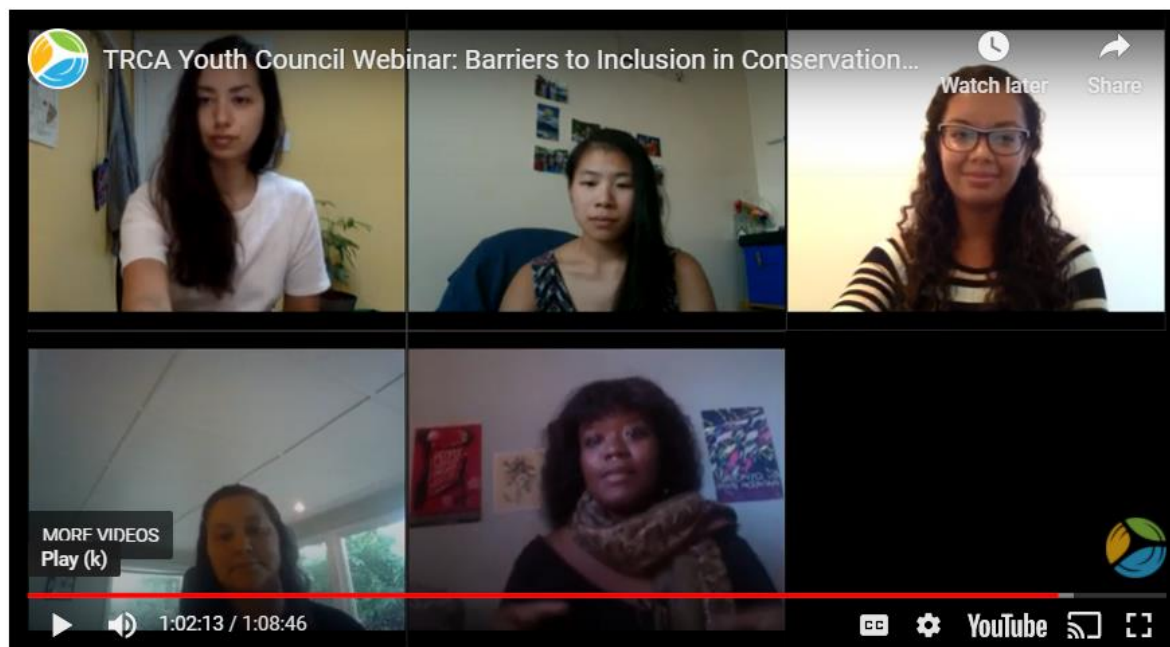 TRCA Youth Council Webinar: Barriers to Inclusion in Conservation...
Watch later
Share
MORE VIDEOS
Play (k)
1:02:13 / 1:08:46
CC
YouTube